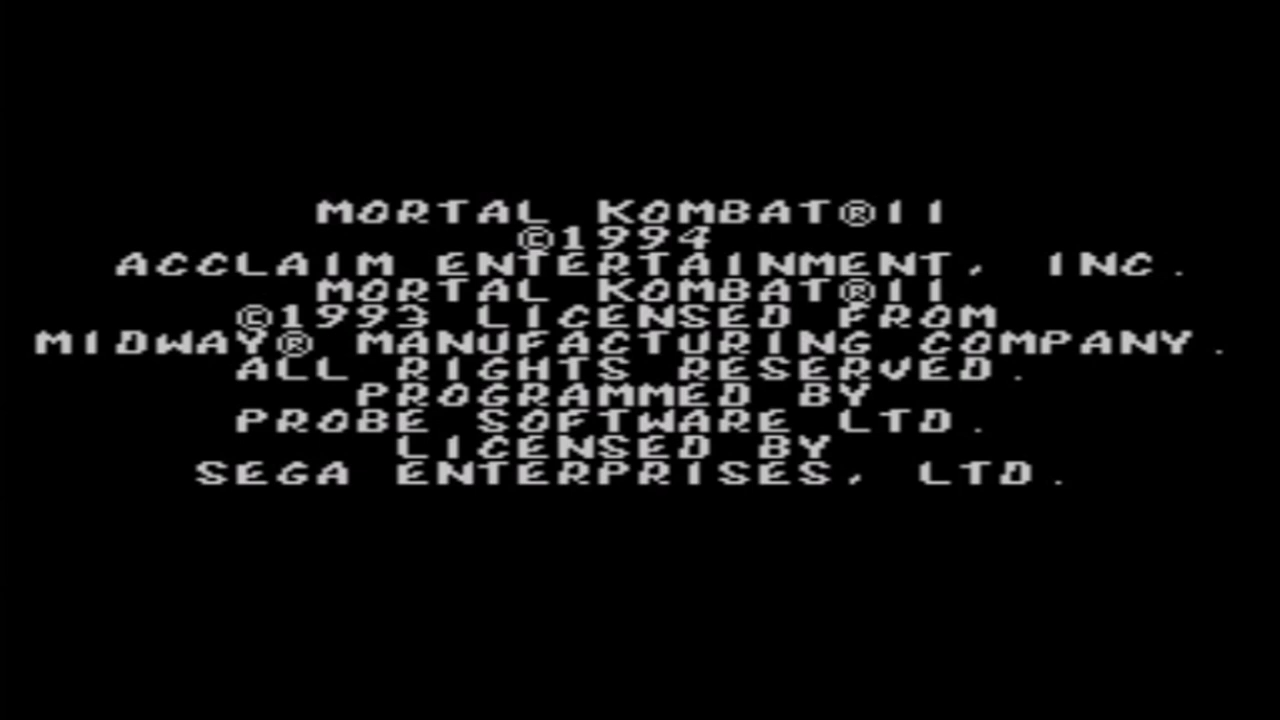 MORTAL KOMBAT®II
©1994
ACCLAIM ENTERTAINMENT, INC.
MORTAL KOMBAT®II
©1993 LICENSED FROM
MIDWAY® MANUFACTURING COMPANY.
ALL RIGHTS RESERVED.
PROGRAMMED BY
PROBE SOFTWARE LTD.
LICENSED BY
SEGA ENTERPRISES, LTD.